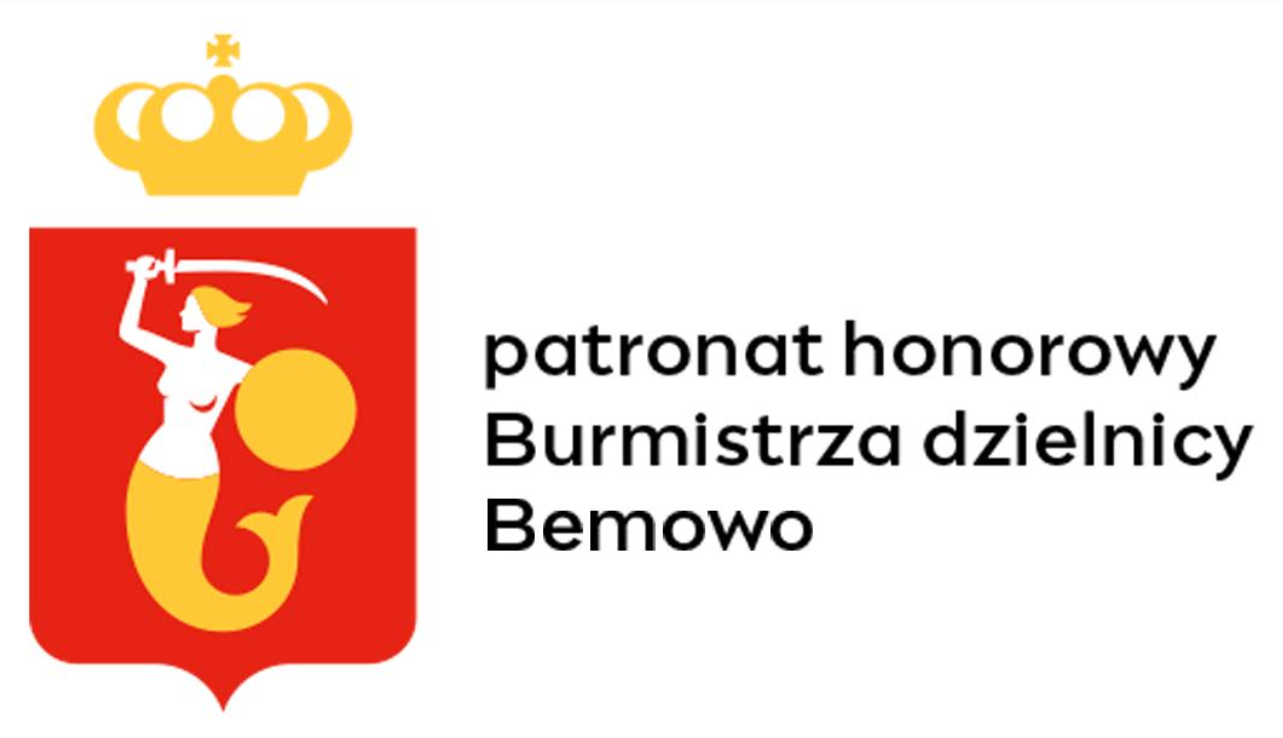 patronat honorowy
Burmistrza dzielnicy
Bemowo